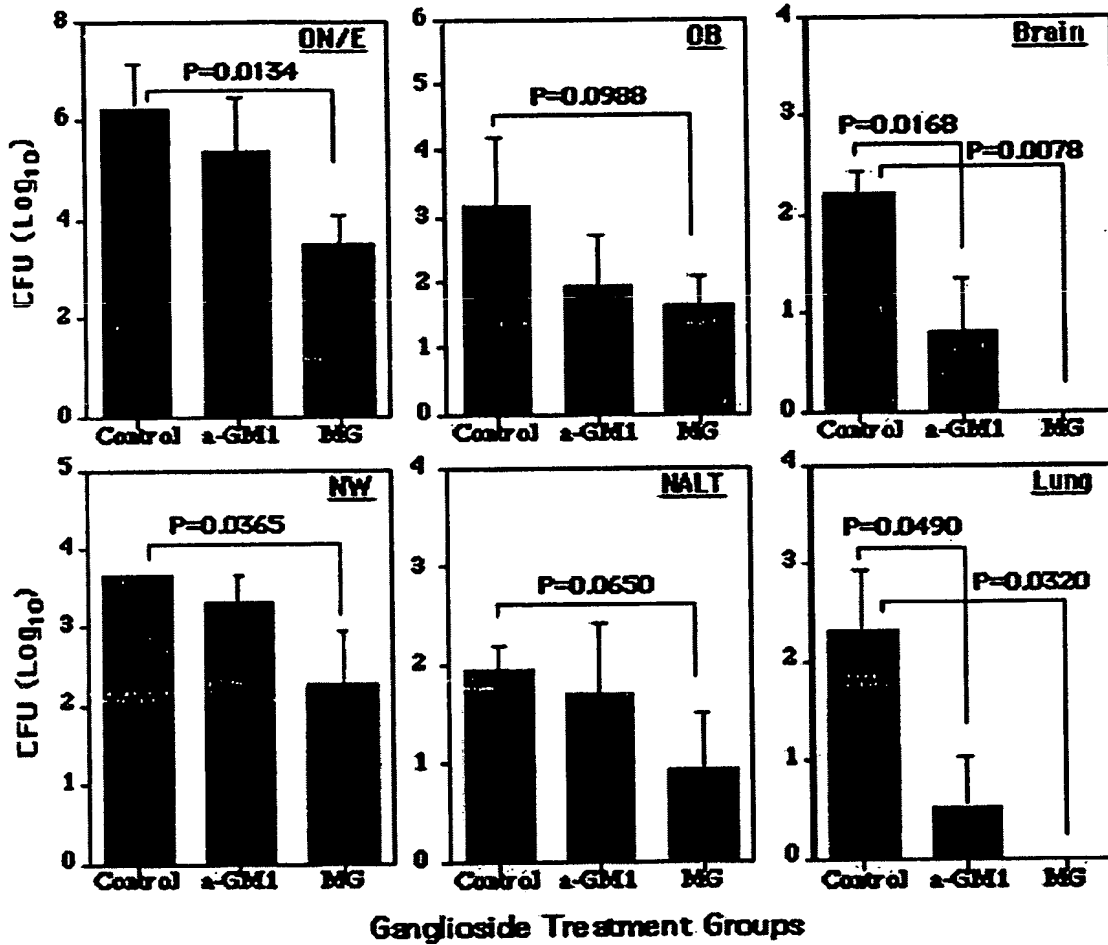 ON/E
P=0.0134
CFU (Log10)
8
6
4
2
0
Control a-GM1 MG
OB
P=0.0988
6
5
4
3
2
1
0
Control a-GM1 MG
Brain
P=0.0168
P=0.0078
4
3
2
1
0
Control a-GM1 MG
NW
P=0.0365
CFU (Log10)
5
4
3
2
1
0
Control a-GM1 MG
NALT
P=0.0650
4
3
2
1
0
Control a-GM1 MG
Lung
P=0.0490
P=0.0320
4
3
2
1
0
Control a-GM1 MG
Ganglioside Treatment Groups